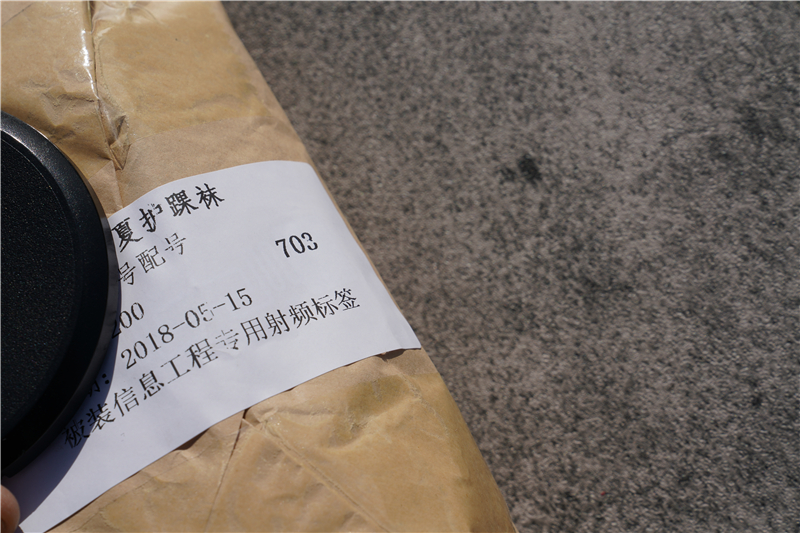 夏护踝袜
号配号 703
200
: 2018-05-15
被装信息工程专用射频标签